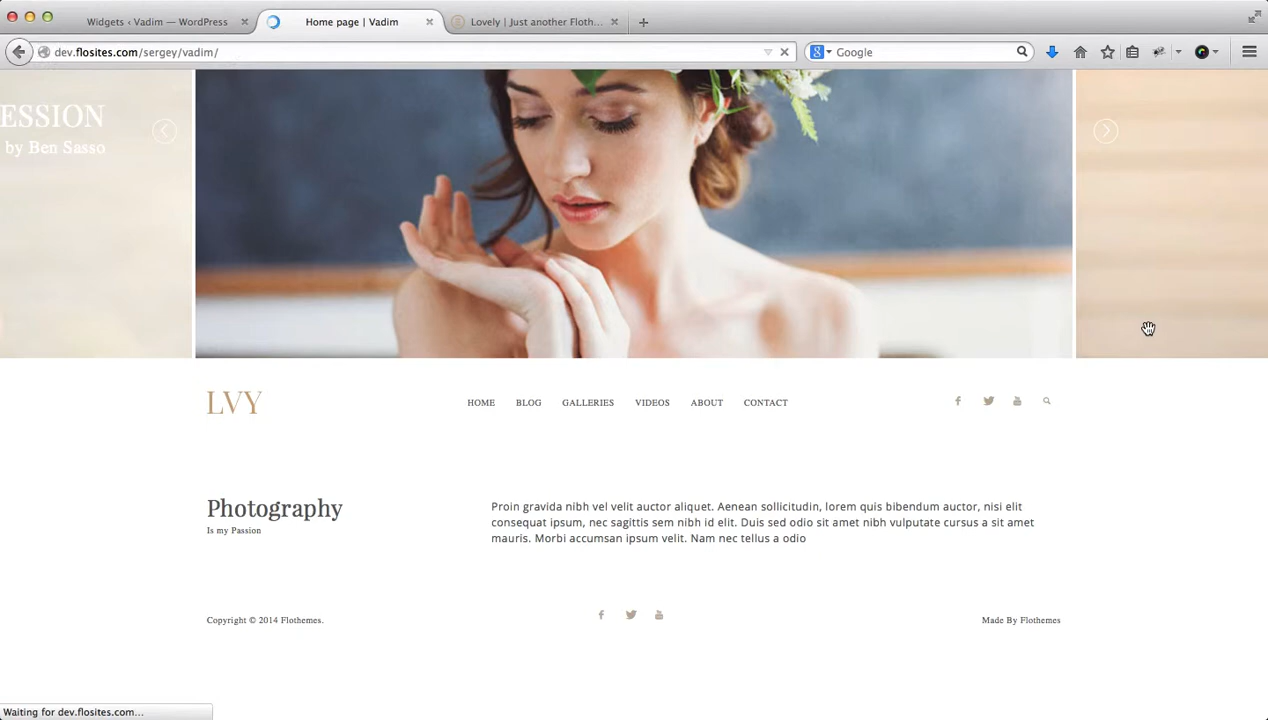 Widgets ‹ Vadim — WordPress
Home page | Vadim
Lovely | Just another Floth...
dev.flosites.com/sergey/vadim/
Google
ESSION
by Ben Sasso
LVY
HOME BLOG GALLERIES VIDEOS ABOUT CONTACT
Photography
Is my Passion
Proin gravida nibh vel velit auctor aliquet. Aenean sollicitudin, lorem quis bibendum auctor, nisi elit
consequat ipsum, nec sagittis sem nibh id elit. Duis sed odio sit amet nibh vulputate cursus a sit amet
mauris. Morbi accumsan ipsum velit. Nam nec tellus a odio
Copyright © 2014 Flothemes.
Made By Flothemes
Waiting for dev.flosites.com...